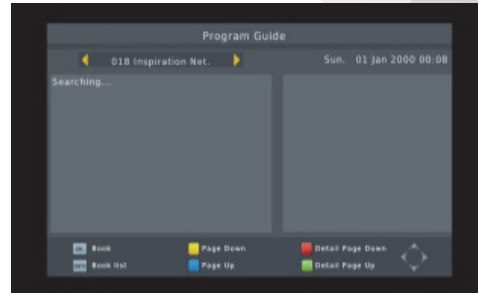 Program Guide
018 Inspiration Net. Sun. 01 Jan 2000 00:08
Searching...
OK Book Page Down Detail Page Down
Book list Page Up Detail Page Up